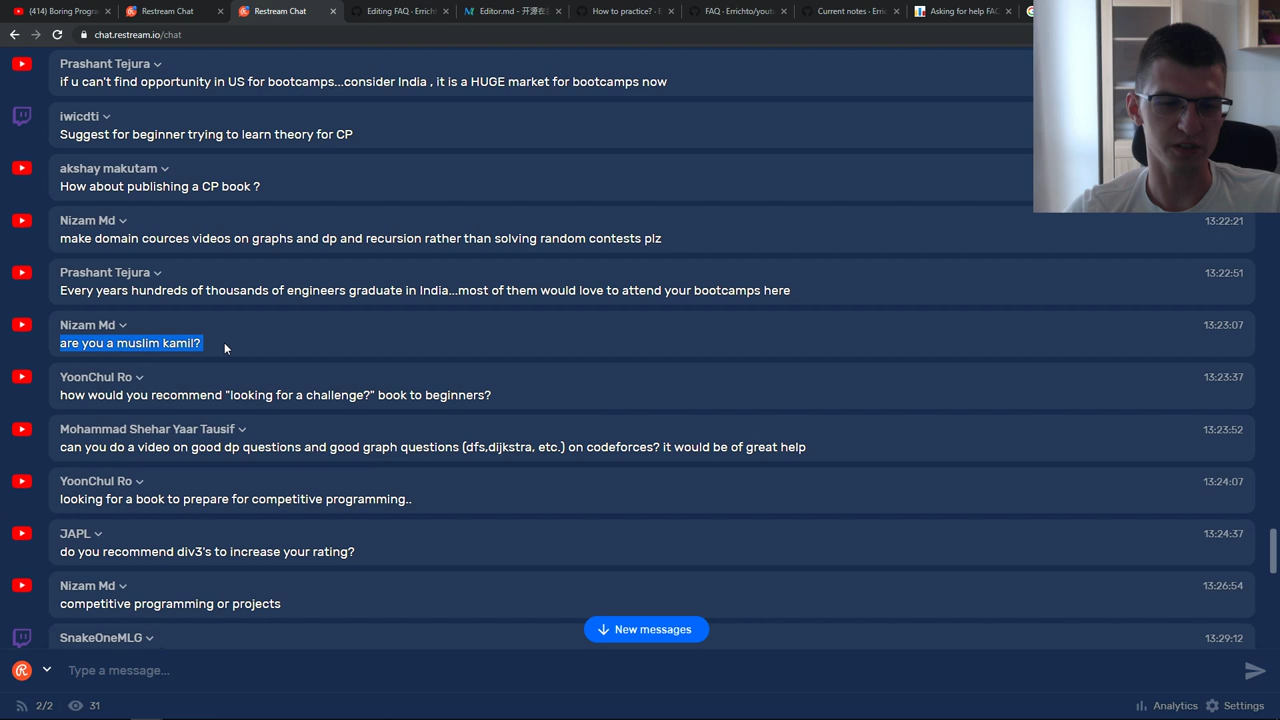 (414) Boring Progra
Restream Chat
Restream Chat
Editing FAQ - Erricht
Editor.md - 开源在
How to practice? - E
FAQ - Errichto/yout
Current notes - Erric
Asking for help FAC
chat.restream.io/chat
Prashant Tejura
if u can't find opportunity in US for bootcamps...consider India , it is a HUGE market for bootcamps now
iwicdti
Suggest for beginner trying to learn theory for CP
akshay makutam
How about publishing a CP book ?
Nizam Md
13:22:21
make domain cources videos on graphs and dp and recursion rather than solving random contests plz
Prashant Tejura
13:22:51
Every years hundreds of thousands of engineers graduate in India...most of them would love to attend your bootcamps here
Nizam Md
13:23:07
are you a muslim kamil?
YoonChul Ro
13:23:37
how would you recommend "looking for a challenge?" book to beginners?
Mohammad Shehar Yaar Tausif
13:23:52
can you do a video on good dp questions and good graph questions (dfs,dijkstra, etc.) on codeforces? it would be of great help
YoonChul Ro
13:24:07
looking for a book to prepare for competitive programming..
JAPL
13:24:37
do you recommend div3's to increase your rating?
Nizam Md
13:26:54
competitive programming or projects
New messages
SnakeOneMLG
13:29:12
Type a message...
2/2
31
Analytics
Settings